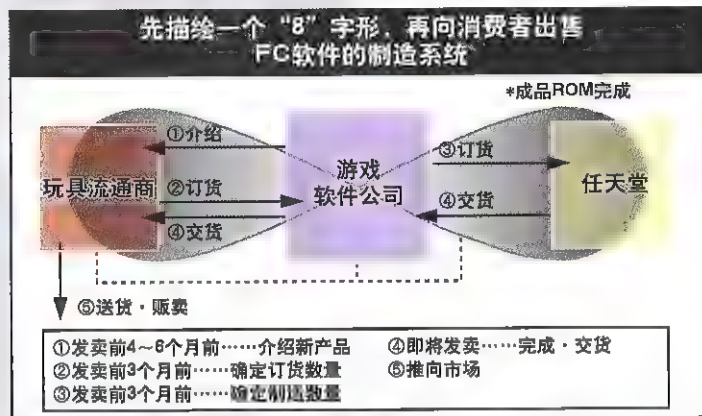 先描绘一个“8”字形，再向消费者出售
FC软件的制造系统
*成品ROM完成
①介绍
③订货
玩具流通商
②订货
游戏
软件公司
④交货
任天堂
④交货
⑤送货·贩卖
①发卖前4～6个月前……介绍新产品
④即将发卖……完成·交货
②发卖前3个月前……确定订货数量
⑤推向市场
③发卖前3个月前……确定制造数量